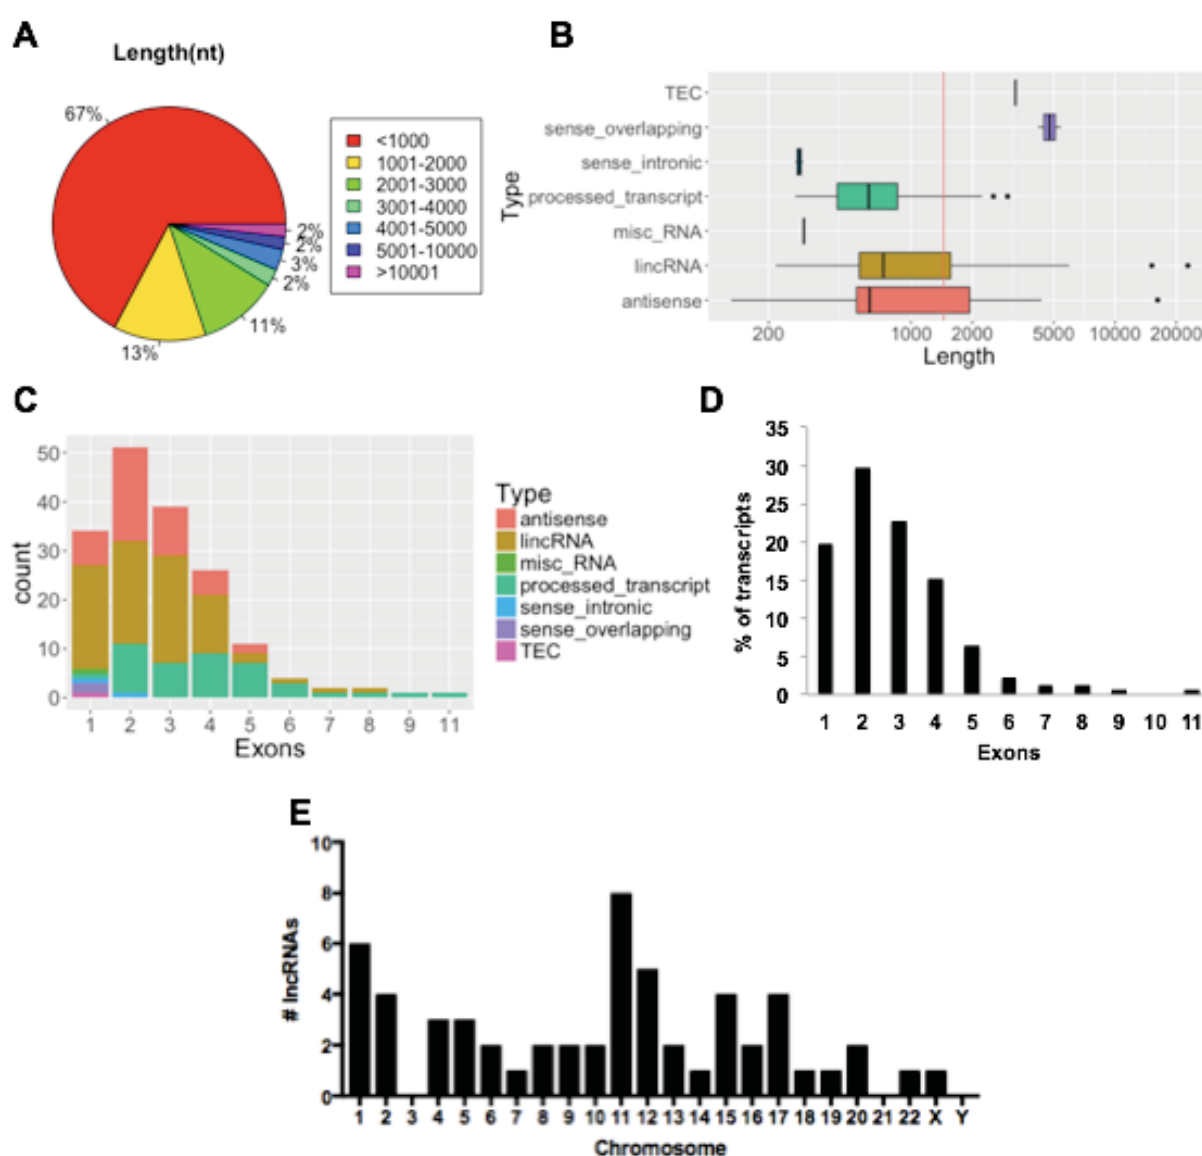 A
Length(nt)
67%
2%
2%
3%
2%
11%
13%
<1000
1001-2000
2001-3000
3001-4000
4001-5000
5001-10000
>10001
B
Type
TEC
sense_overlapping
sense_intronic
processed_transcript
misc_RNA
lincRNA
antisense
200 1000 2000 5000 10000 20000
Length
C
count
50
40
30
20
10
0
1 2 3 4 5 6 7 8 9 11
Exons
Type
antisense
lincRNA
misc_RNA
processed_transcript
sense_intronic
sense_overlapping
TEC
D
% of transcripts
35
30
25
20
15
10
5
0
1 2 3 4 5 6 7 8 9 10 11
Exons
E
# lncRNAs
10
8
6
4
2
0
1 2 3 4 5 6 7 8 9 10 11 12 13 14 15 16 17 18 19 20 21 22 X Y
Chromosome